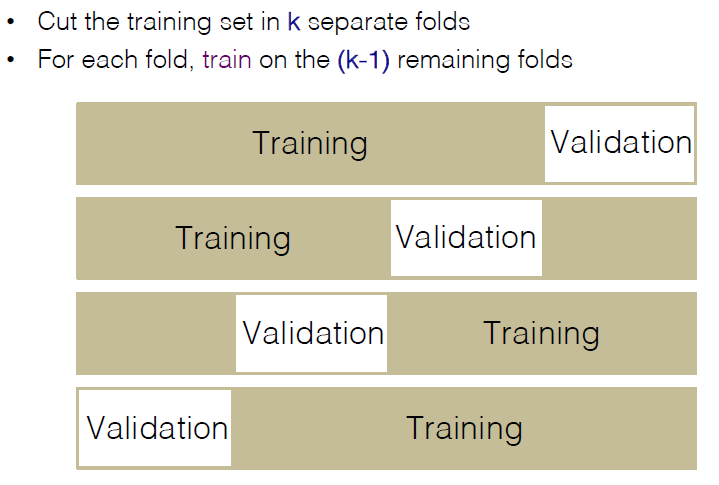 • Cut the training set in k separate folds
• For each fold, train on the (k-1) remaining folds
Training Validation
Training Validation
Validation Training
Validation Training